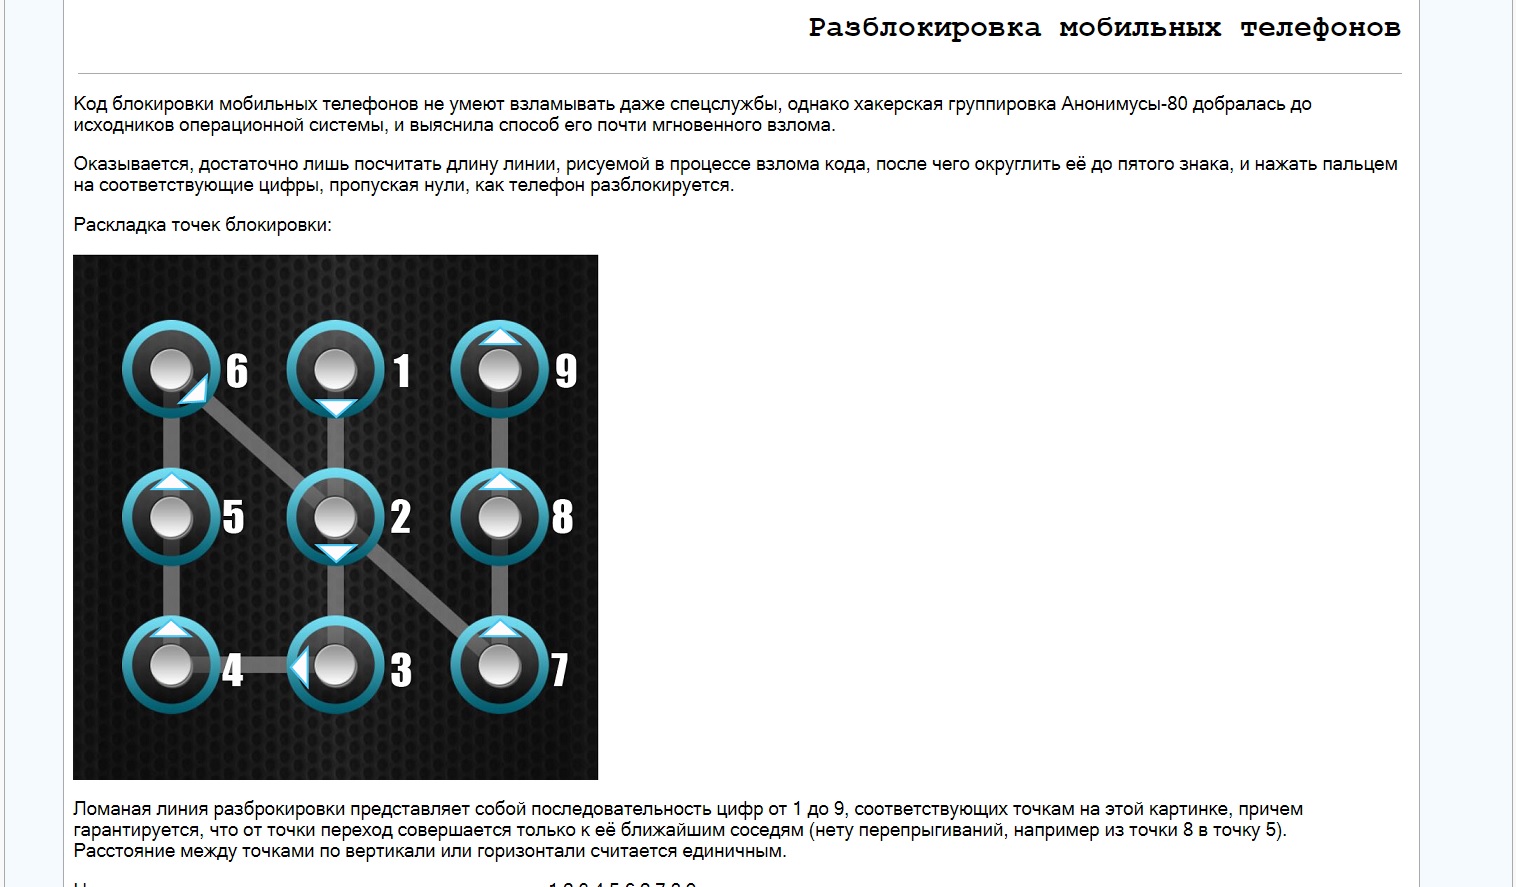 Разблокировка мобильных телефонов
Код блокировки мобильных телефонов не умеют взламывать даже спецслужбы, однако хакерская группировка Анонимусы-80 добралась до
исходников операционной системы, и выяснила способ его почти мгновенного взлома.
Оказывается, достаточно лишь посчитать длину линии, рисуемой в процессе взлома кода, после чего округлить её до пятого знака, и нажать пальцем
на соответствующие цифры, пропуская нули, как телефон разблокируется.
Раскладка точек блокировки:
6 1 9
5 2 8
4 3 7
Ломаная линия разброкировки представляет собой последовательность цифр от 1 до 9, соответствующих точкам на этой картинке, причем
гарантируется, что от точки переход совершается только к её ближайшим соседям (нету перепрыгиваний, например из точки 8 в точку 5).
Расстояние между точками по вертикали или горизонтали считается единичным.